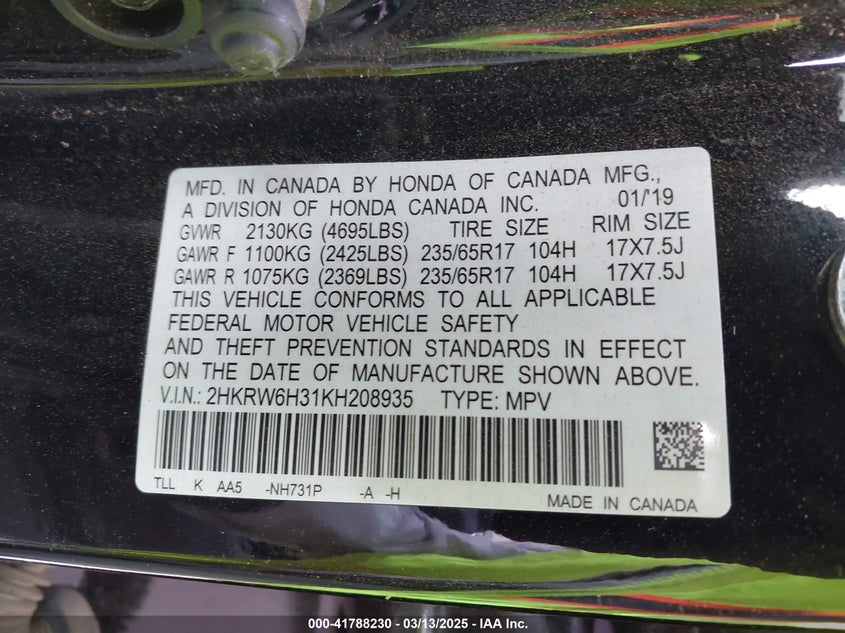 MFD. IN CANADA BY HONDA OF CANADA MFG.,
A DIVISION OF HONDA CANADA INC. 01/'19
GVWR 2130KG (4695LBS) TIRE SIZE RIM SIZE
GAWR F 1100KG (2425LBS) 235/65R17 104H 17X7.5J
GAWR R 1075KG (2369LBS) 235/65R17 104H 17X7.5J
THIS VEHICLE CONFORMS TO ALL APPLICABLE
FEDERAL MOTOR VEHICLE SAFETY
AND THEFT PREVENTION STANDARDS IN EFFECT
ON THE DATE OF MANUFACTURE SHOWN ABOVE.
V.I.N.: 2HKRW6H31KH208935 TYPE: MPV
TLL K AA5 -NH731P -A -H
MADE IN CANADA
000-41788230 - 03/13/2025 - IAA Inc.